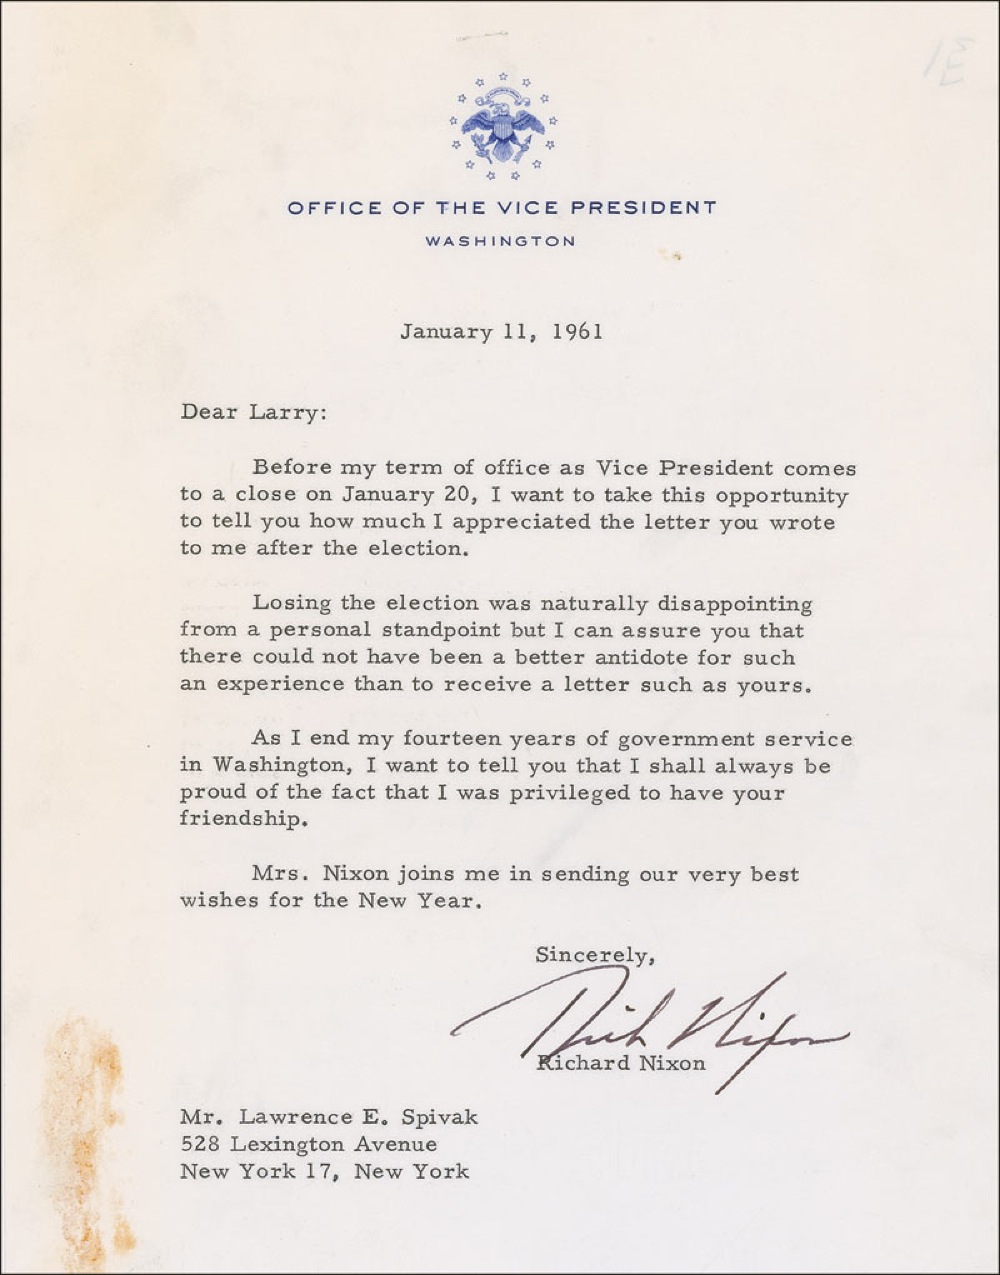 OFFICE OF THE VICE PRESIDENT
WASHINGTON
January 11, 1961
Dear Larry:
Before my term of office as Vice President comes
to a close on January 20, I want to take this opportunity
to tell you how much I appreciated the letter you wrote
to me after the election.
Losing the election was naturally disappointing
from a personal standpoint but I can assure you that
there could not have been a better antidote for such
an experience than to receive a letter such as yours.
As I end my fourteen years of government service
in Washington, I want to tell you that I shall always be
proud of the fact that I was privileged to have your
friendship.
Mrs. Nixon joins me in sending our very best
wishes for the New Year.
Sincerely,
Dick Nixon
Richard Nixon
Mr. Lawrence E. Spivak
528 Lexington Avenue
New York 17, New York